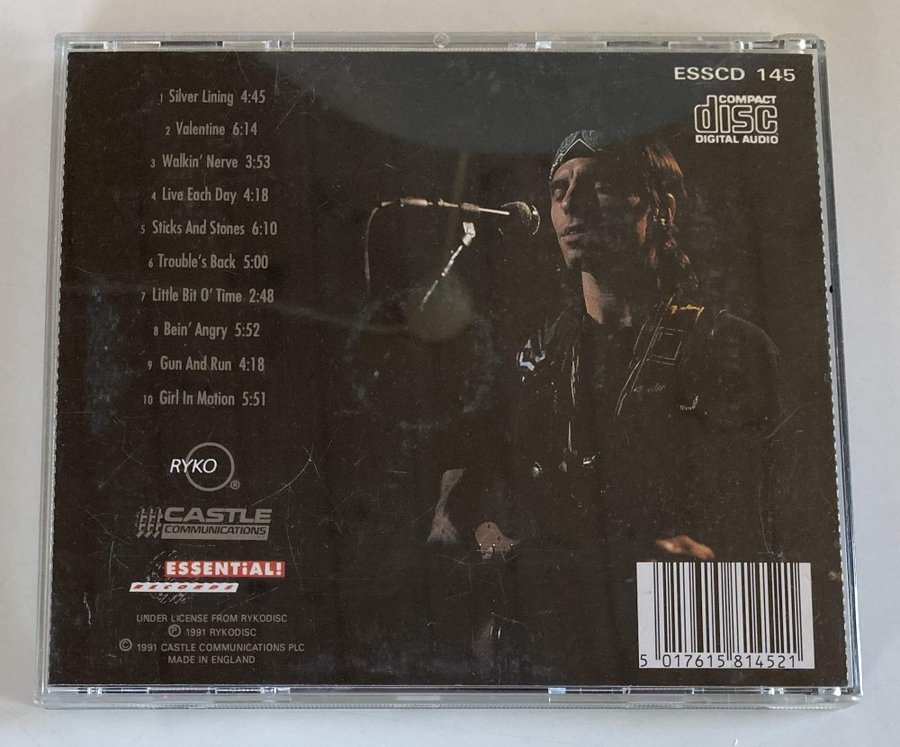 ESSCD 145
COMPACT
disc
DIGITAL AUDIO
1 Silver Lining 4:45
2 Valentine 6:14
3 Walkin' Nerve 3:53
4 Live Each Day 4:18
5 Sticks And Stones 6:10
6 Trouble's Back 5:00
7 Little Bit O' Time 2:48
8 Bein' Angry 5:52
9 Gun And Run 4:18
10 Girl In Motion 5:51
RYKO ®
CASTLE
COMMUNICATIONS
ESSENTiAL!
RECORDS
UNDER LICENSE FROM RYKODISC
℗ 1991 RYKODISC
© 1991 CASTLE COMMUNICATIONS PLC
MADE IN ENGLAND
5 017615 814521